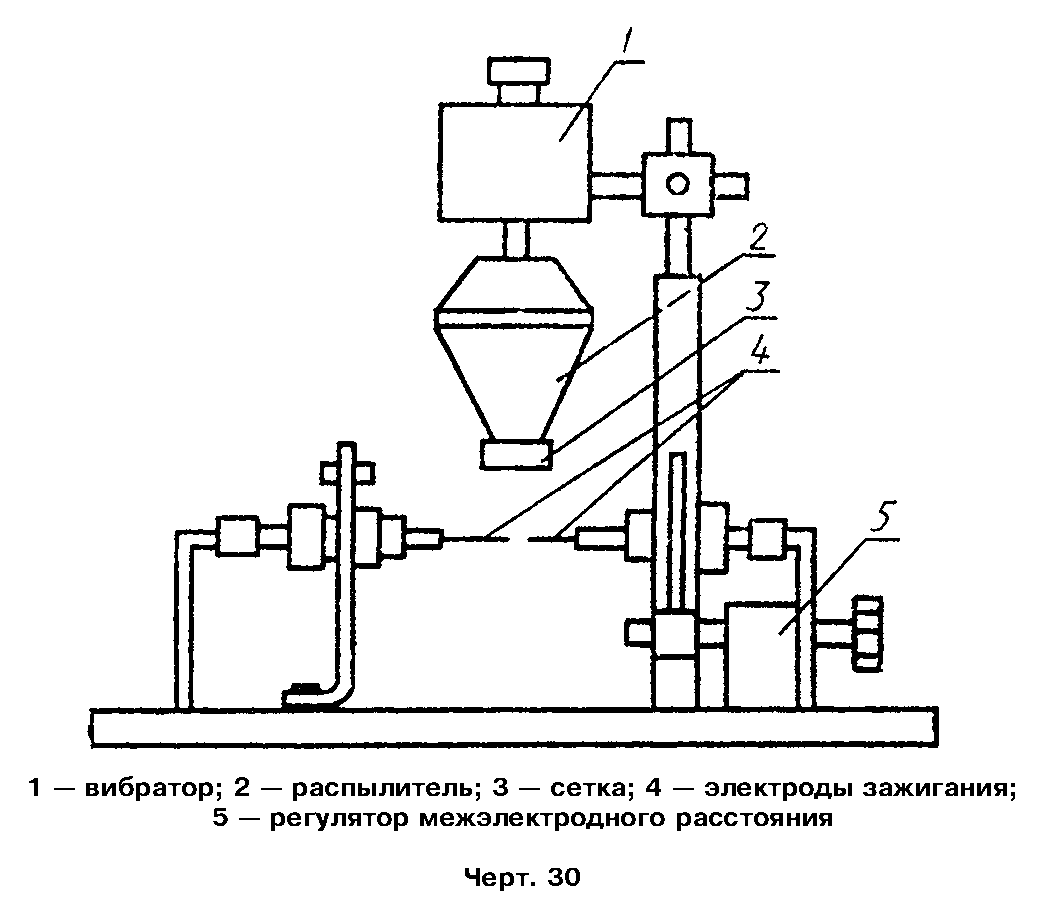 1
2
3
4
5
1 — вибратор; 2 — распылитель; 3 — сетка; 4 — электроды зажигания;
5 — регулятор межэлектродного расстояния
Черт. 30